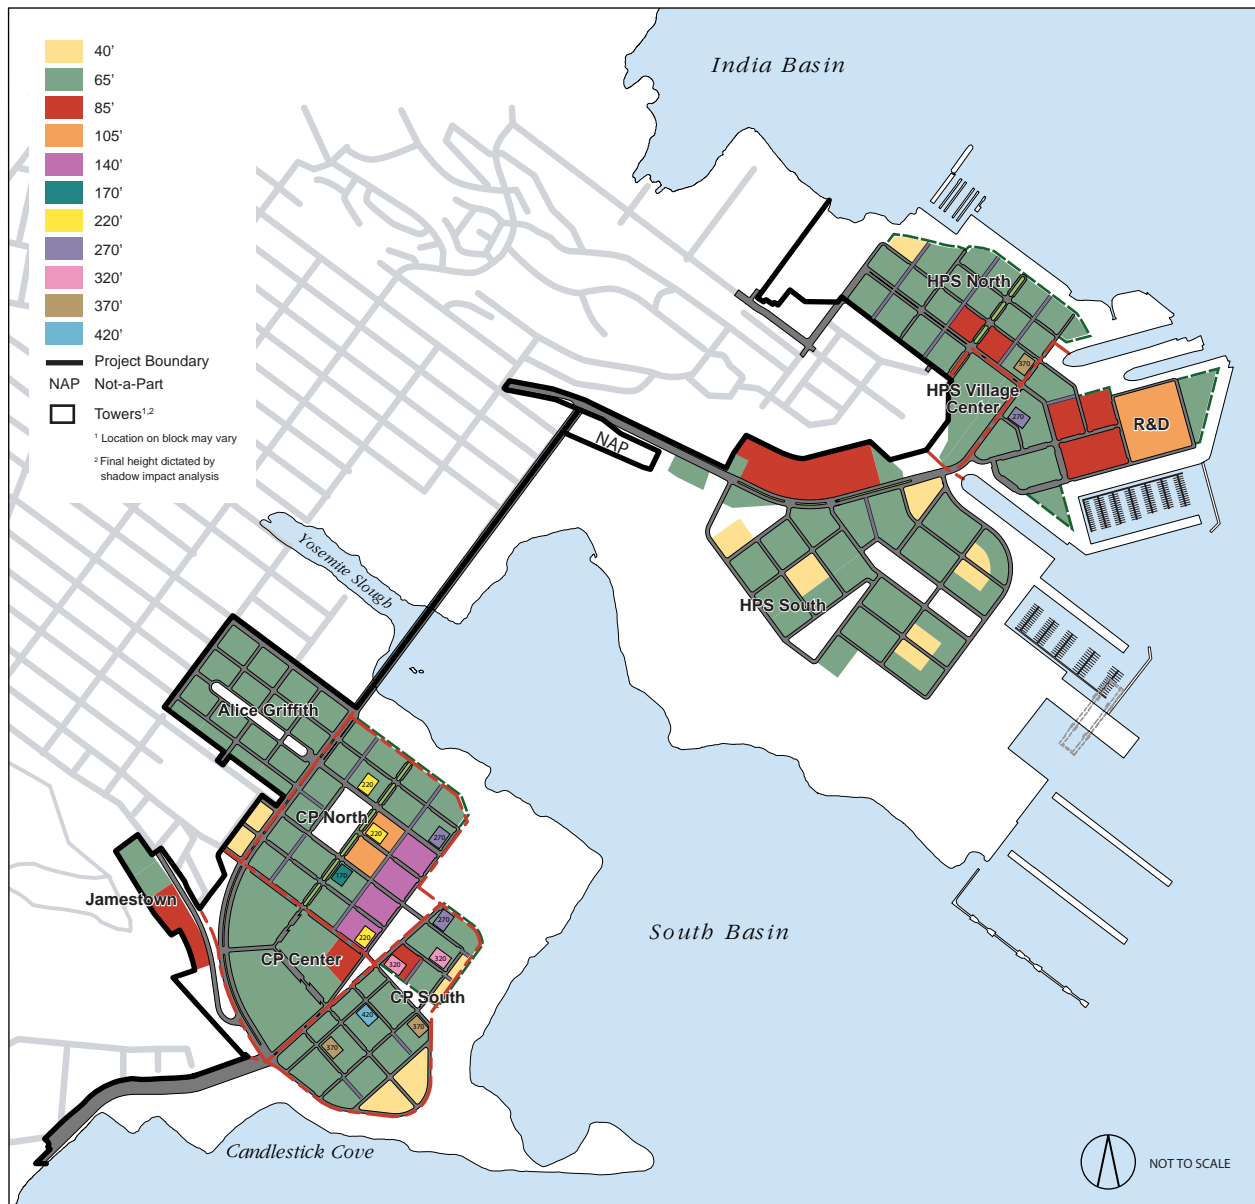 40’
65’
85’
105’
140’
170’
220’
270’
320’
370’
420’
Project Boundary
NAP Not-a-Part
Towers¹,²
¹ Location on block may vary
² Final height dictated by
shadow impact analysis
India Basin
HPS North
370
HPS Village
Center
270
R&D
NAP
HPS South
Yosemite Slough
Alice Griffith
220
CP North
220
270
170
Jamestown
270
220
CP Center
320
320
CP South
420
370
370
South Basin
Candlestick Cove
NOT TO SCALE